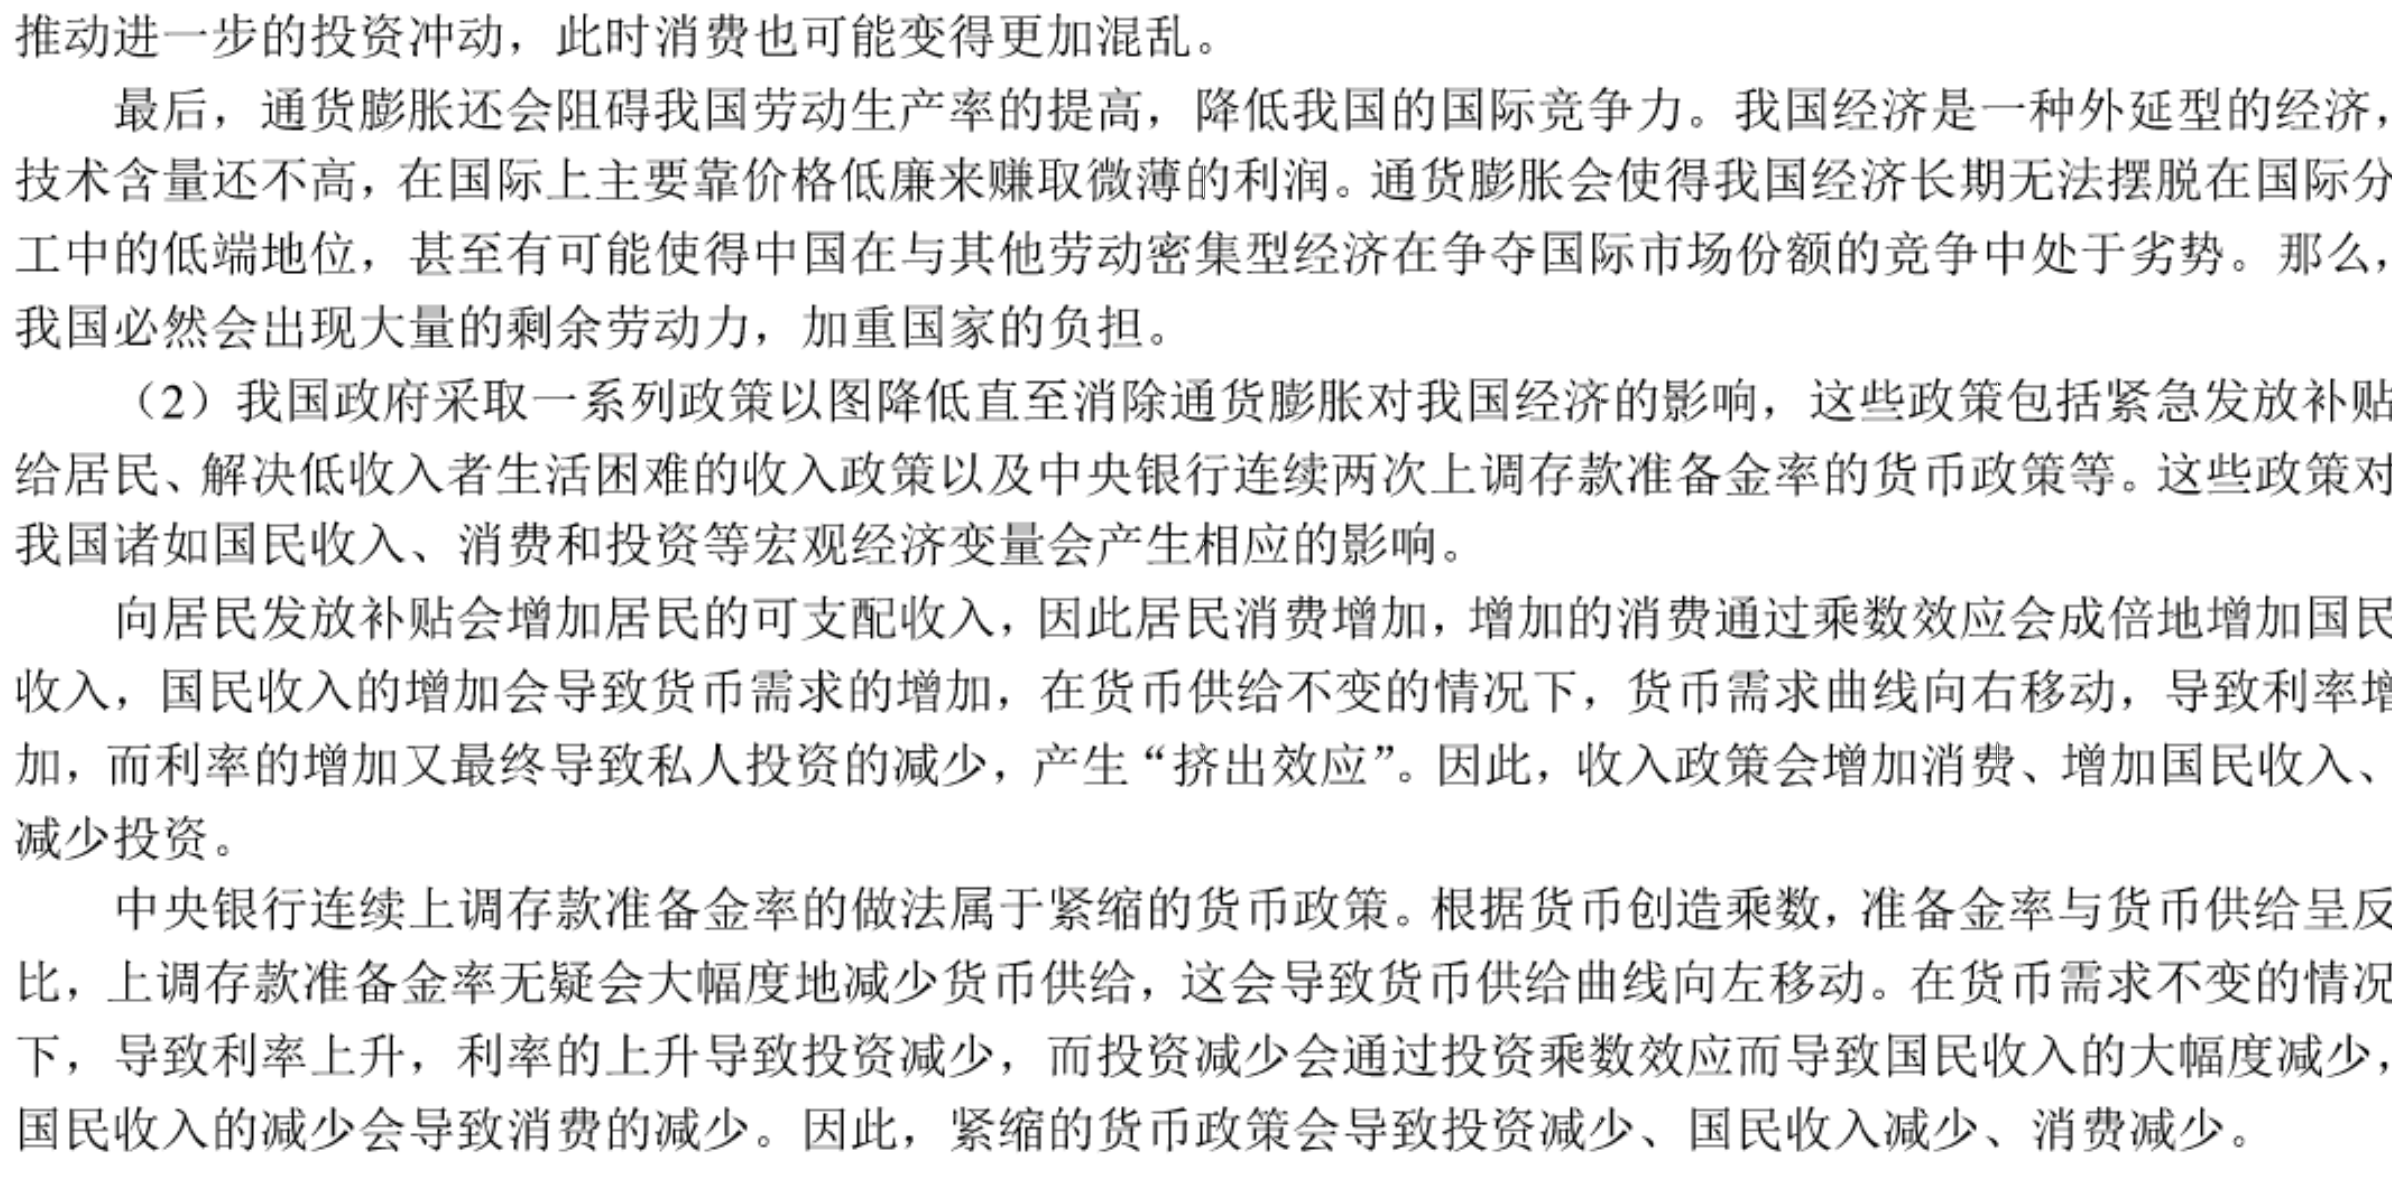 推动进一步的投资冲动，此时消费也可能变得更加混乱。
最后，通货膨胀还会阻碍我国劳动生产率的提高，降低我国的国际竞争力。我国经济是一种外延型的经济，
技术含量还不高，在国际上主要靠价格低廉来赚取微薄的利润。通货膨胀会使得我国经济长期无法摆脱在国际分
工中的低端地位，甚至有可能使得中国在与其他劳动密集型经济在争夺国际市场份额的竞争中处于劣势。那么，
我国必然会出现大量的剩余劳动力，加重国家的负担。
（2）我国政府采取一系列政策以图降低直至消除通货膨胀对我国经济的影响，这些政策包括紧急发放补贴
给居民、解决低收入者生活困难的收入政策以及中央银行连续两次上调存款准备金率的货币政策等。这些政策对
我国诸如国民收入、消费和投资等宏观经济变量会产生相应的影响。
向居民发放补贴会增加居民的可支配收入，因此居民消费增加，增加的消费通过乘数效应会成倍地增加国民
收入，国民收入的增加会导致货币需求的增加，在货币供给不变的情况下，货币需求曲线向右移动，导致利率增
加，而利率的增加又最终导致私人投资的减少，产生“挤出效应”。因此，收入政策会增加消费、增加国民收入、
减少投资。
中央银行连续上调存款准备金率的做法属于紧缩的货币政策。根据货币创造乘数，准备金率与货币供给呈反
比，上调存款准备金率无疑会大幅度地减少货币供给，这会导致货币供给曲线向左移动。在货币需求不变的情况
下，导致利率上升，利率的上升导致投资减少，而投资减少会通过投资乘数效应而导致国民收入的大幅度减少，
国民收入的减少会导致消费的减少。因此，紧缩的货币政策会导致投资减少、国民收入减少、消费减少。